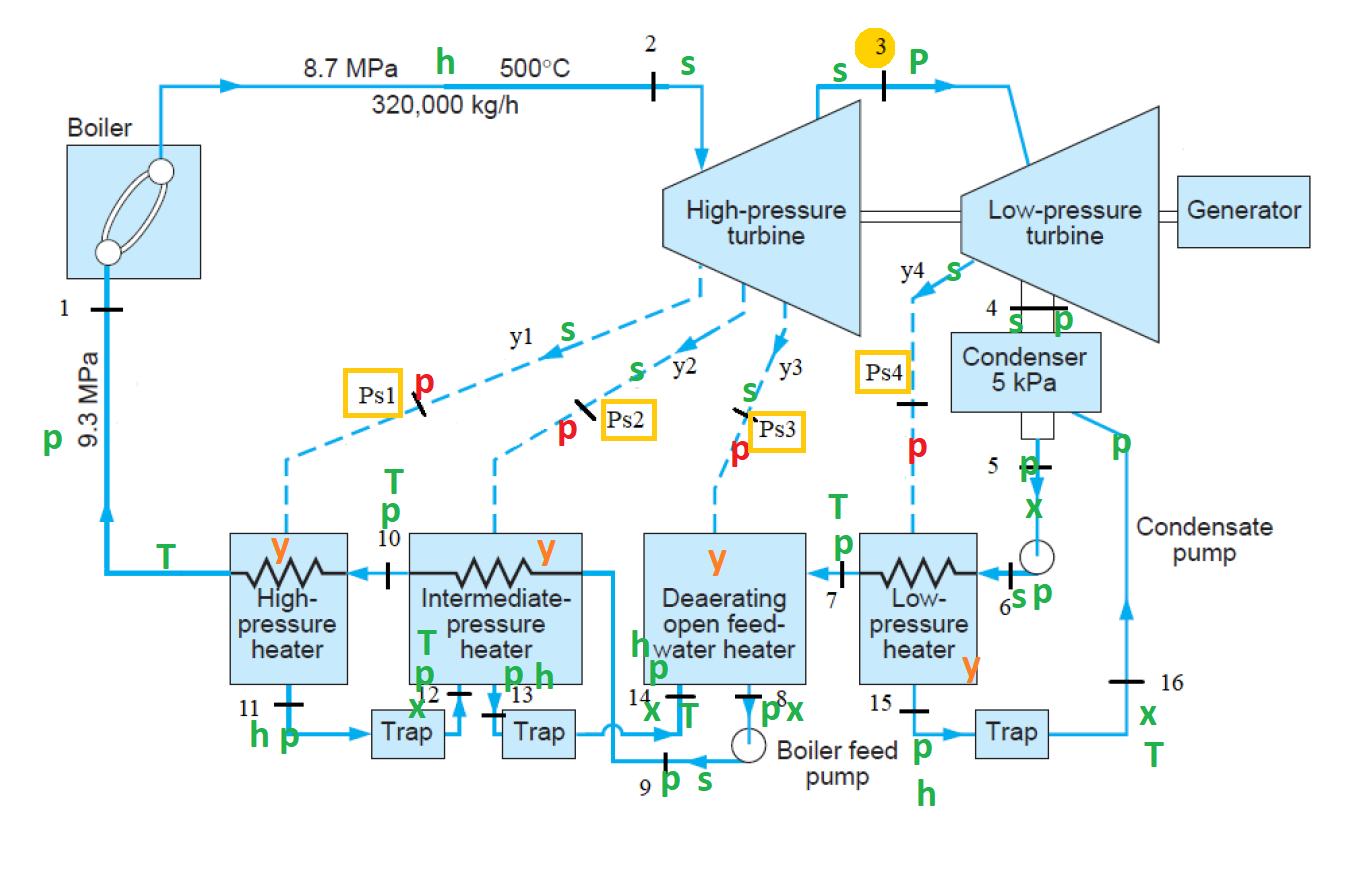 2
3
s
P
8.7 MPa
h
500°C
s
320,000 kg/h
Boiler
High-pressure
turbine
Low-pressure
turbine
Generator
y4
s
1
4
s
p
y1
s
y2
y3
Condenser
5 kPa
9.3 MPa
p
Ps1
p
s
Ps2
p
s
Ps3
p
Ps4
p
5
p
x
p
T
p
10
T
p
7
Condensate
pump
T
y
High-
pressure
heater
y
Intermediate-
pressure
heater
y
Deaerating
open feed-
water heater
Low-
pressure
heater
y
6
s
p
T
p
x
12
p
h
13
h
p
14
x
T
8
p
x
15
16
x
T
11
h
p
Trap
Trap
Trap
p
h
Boiler feed
pump
9
p
s